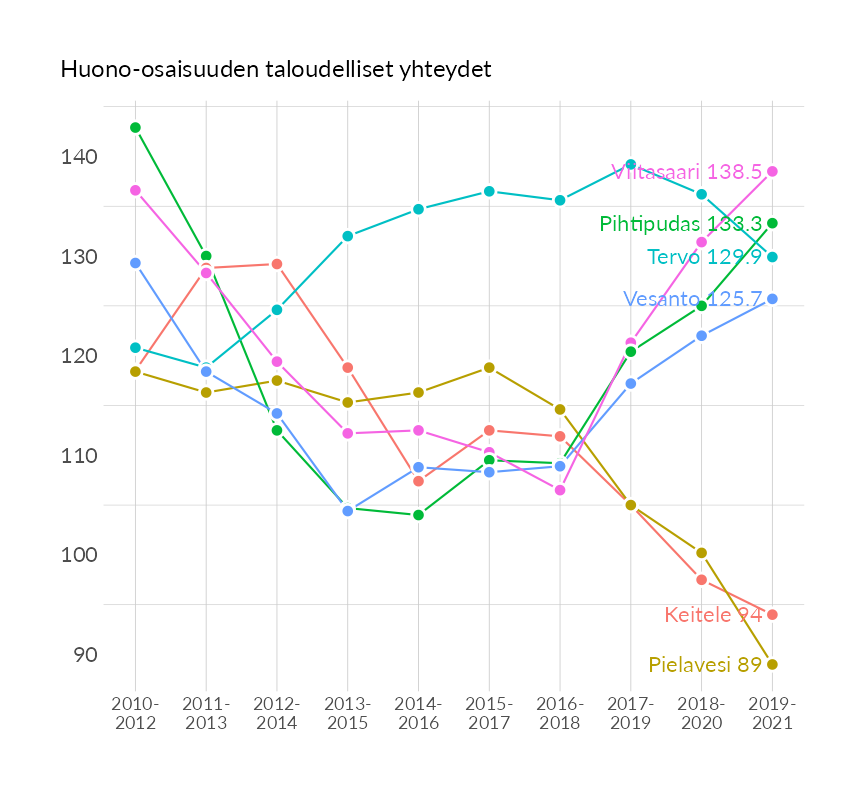 Huono-osaisuuden taloudelliset yhteydet
140
130
120
110
100
90
Viitasaari 138.5
Pihtipudas 133.3
Tervo 129.9
Vesanto 125.7
Keitele 94
Pielavesi 89
2010- 2011- 2012- 2013- 2014- 2015- 2016- 2017- 2018- 2019-
2012 2013 2014 2015 2016 2017 2018 2019 2020 2021